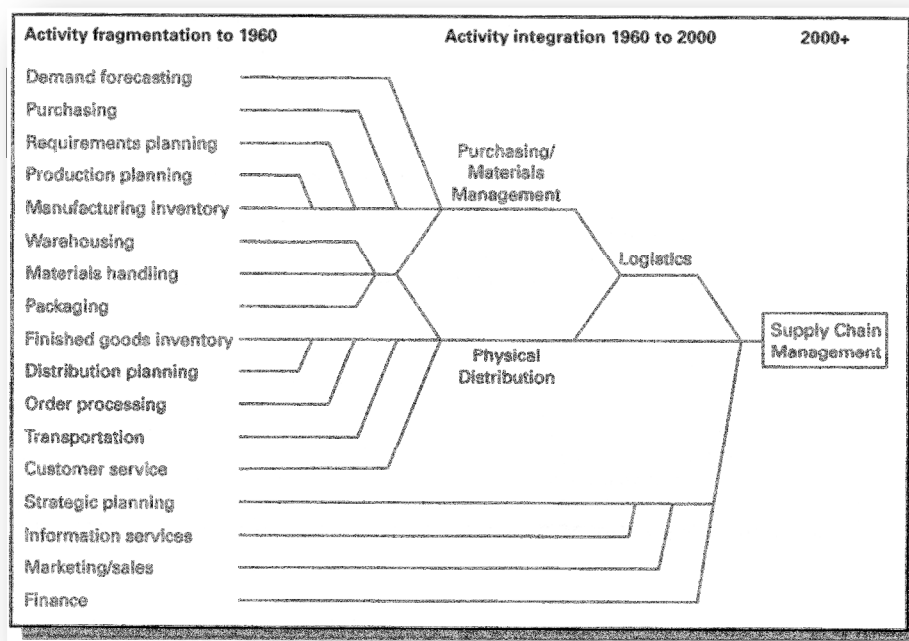 Activity fragmentation to 1960
Activity integration 1960 to 2000
2000+
Demand forecasting
Purchasing
Requirements planning
Production planning
Manufacturing inventory
Warehousing
Materials handling
Packaging
Finished goods inventory
Distribution planning
Order processing
Transportation
Customer service
Strategic planning
Information services
Marketing/sales
Finance
Purchasing/
Materials
Management
Physical
Distribution
Logistics
Supply Chain
Management